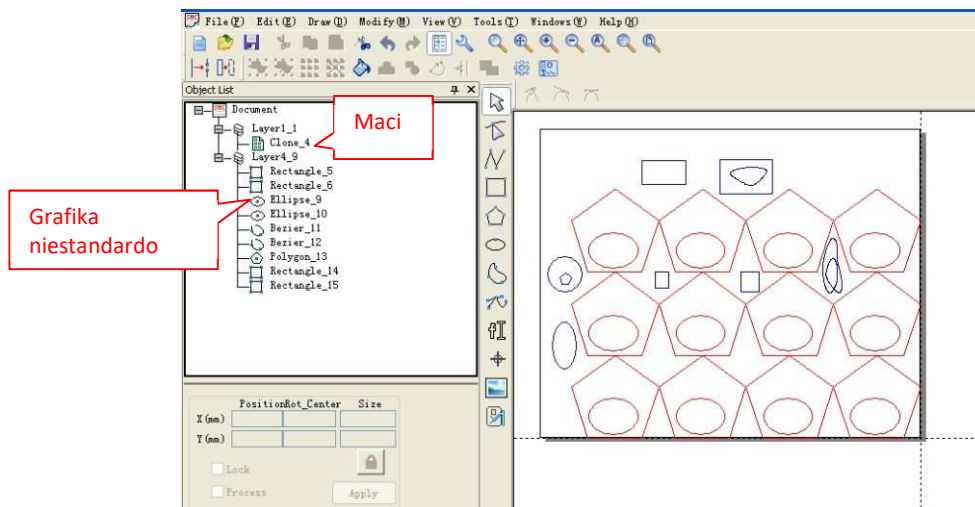 File(F) Edit(E) Draw(D) Modify(M) View(V) Tools(T) Windows(W) Help(H)
Object List
Document
Layer1_1
Clone_4
Layer4_9
Rectangle_5
Rectangle_6
Ellipse_9
Ellipse_10
Bezier_11
Bezier_12
Polygon_13
Rectangle_14
Rectangle_15
Maci
Grafika
niestandardo
Position Rot_Center Size
X(mm)
Y(mm)
Lock
Process
Apply